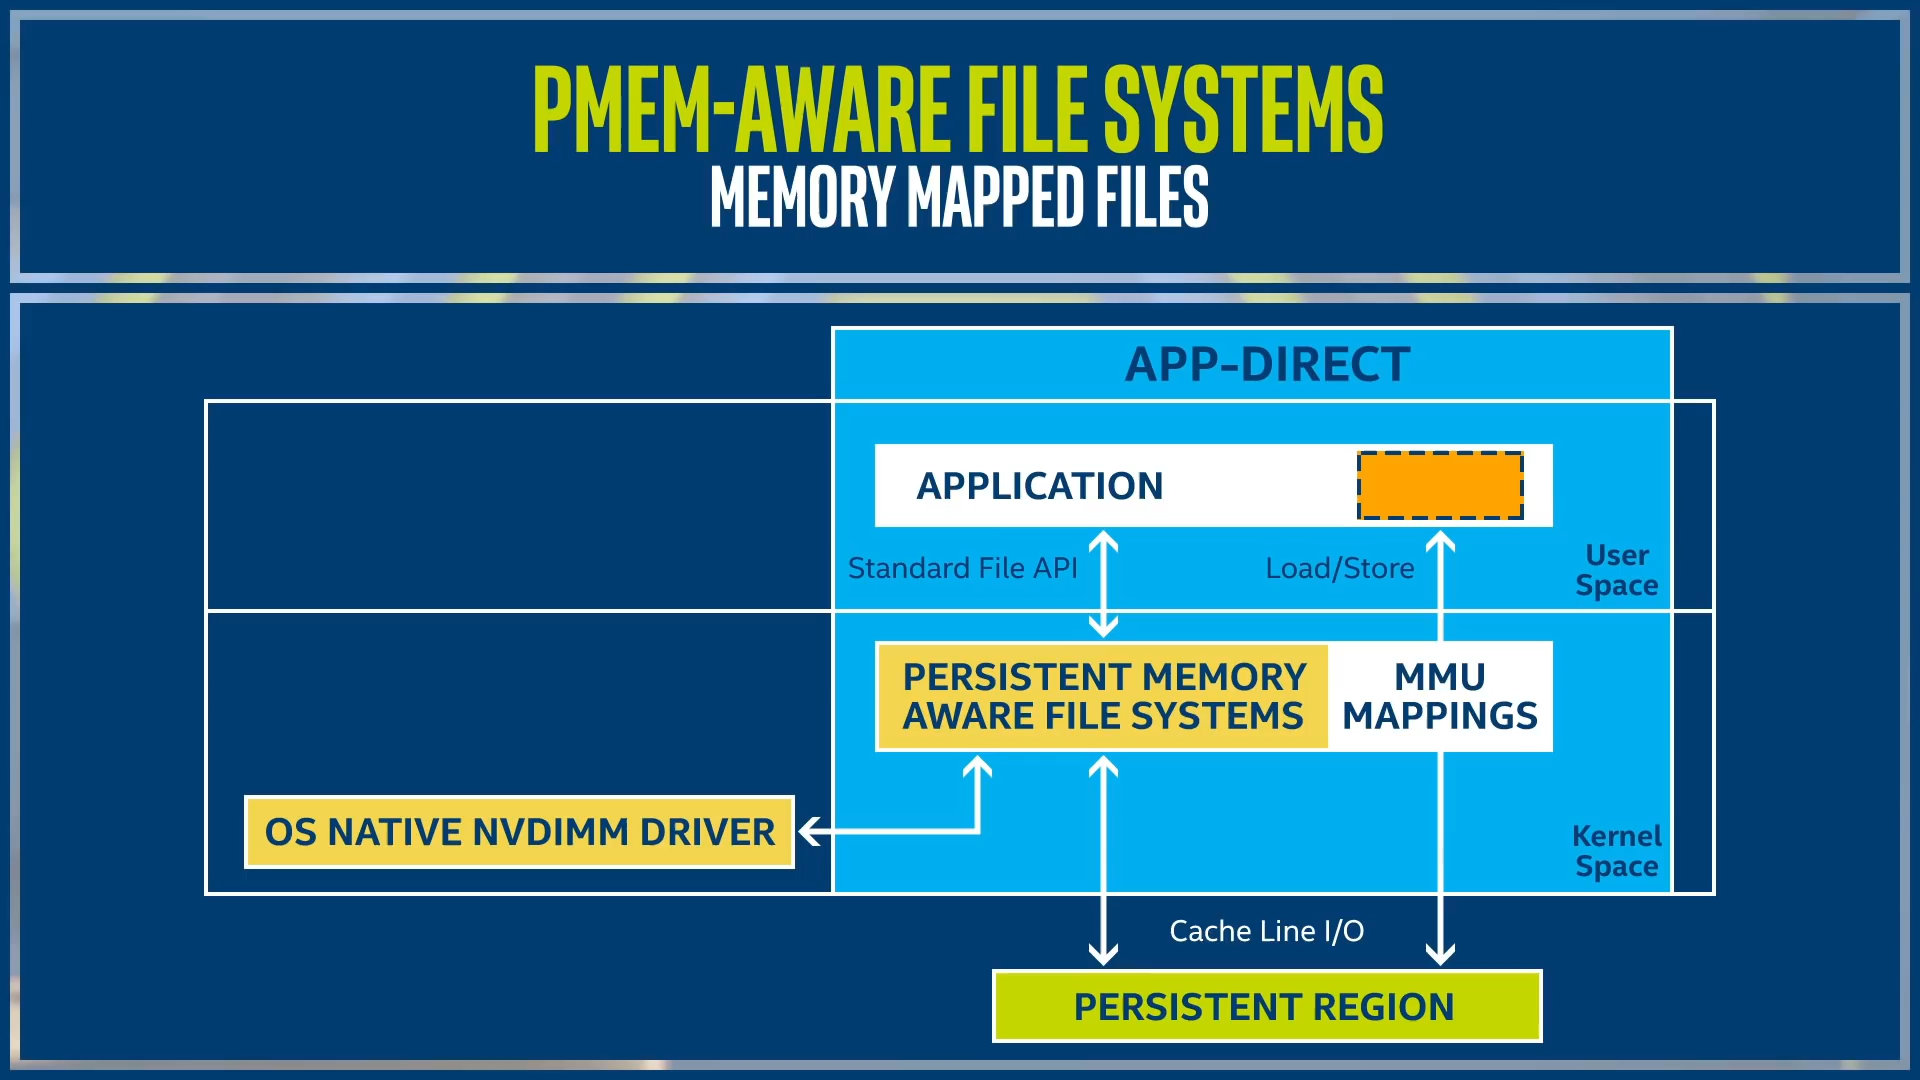 PMEM-AWARE FILE SYSTEMS
MEMORY MAPPED FILES
APP-DIRECT
APPLICATION
Standard File API
Load/Store
User
Space
PERSISTENT MEMORY
AWARE FILE SYSTEMS
MMU
MAPPINGS
OS NATIVE NVDIMM DRIVER
Kernel
Space
Cache Line I/O
PERSISTENT REGION